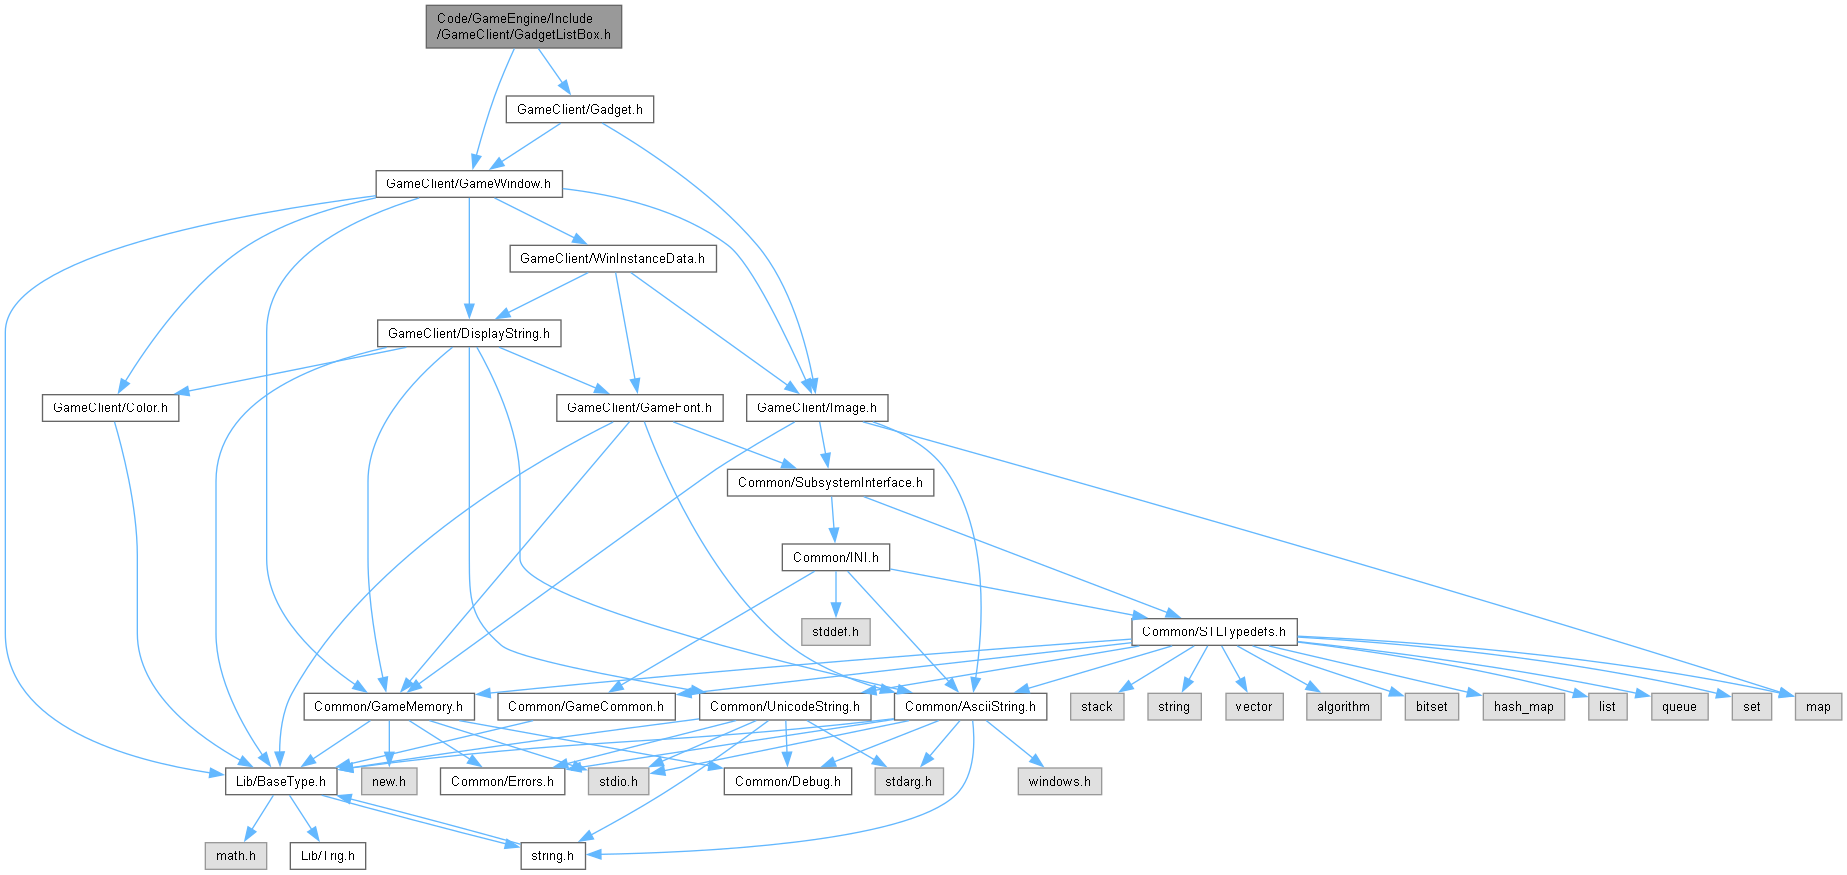 Code/GameEngine/Include
/GameClient/GadgetListBox.h
GameClient/Gadget.h
GameClient/GameWindow.h
GameClient/WinInstanceData.h
GameClient/DisplayString.h
GameClient/Color.h
GameClient/GameFont.h
GameClient/Image.h
Common/SubsystemInterface.h
Common/INI.h
stddef.h
Common/STLTypedefs.h
Common/GameMemory.h
Common/GameCommon.h
Common/UnicodeString.h
Common/AsciiString.h
stack
string
vector
algorithm
bitset
hash_map
list
queue
set
map
Lib/BaseType.h
new.h
Common/Errors.h
stdio.h
Common/Debug.h
stdarg.h
windows.h
math.h
Lib/Trig.h
string.h